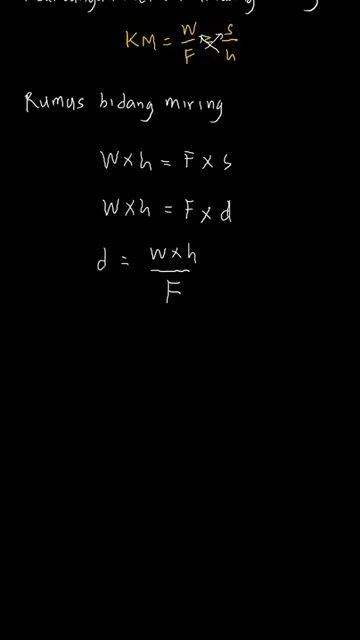 KM = W/F = s/h
Rumus bidang miring
W x h = F x s
W x h = F x d
d = W x h / F